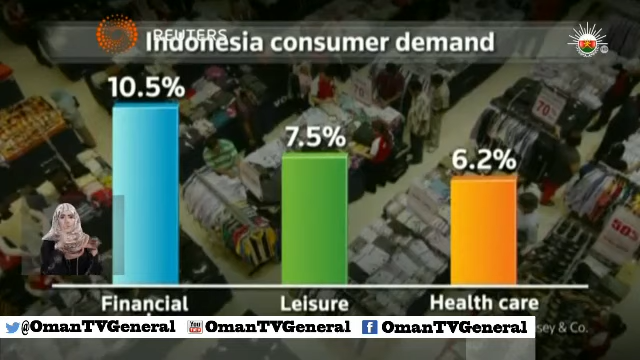 REUTERS
Indonesia consumer demand
10.5%
7.5%
6.2%
70%
Financial
Leisure
Health care
sey & Co.
@OmanTVGeneral
OmanTVGeneral
OmanTVGeneral